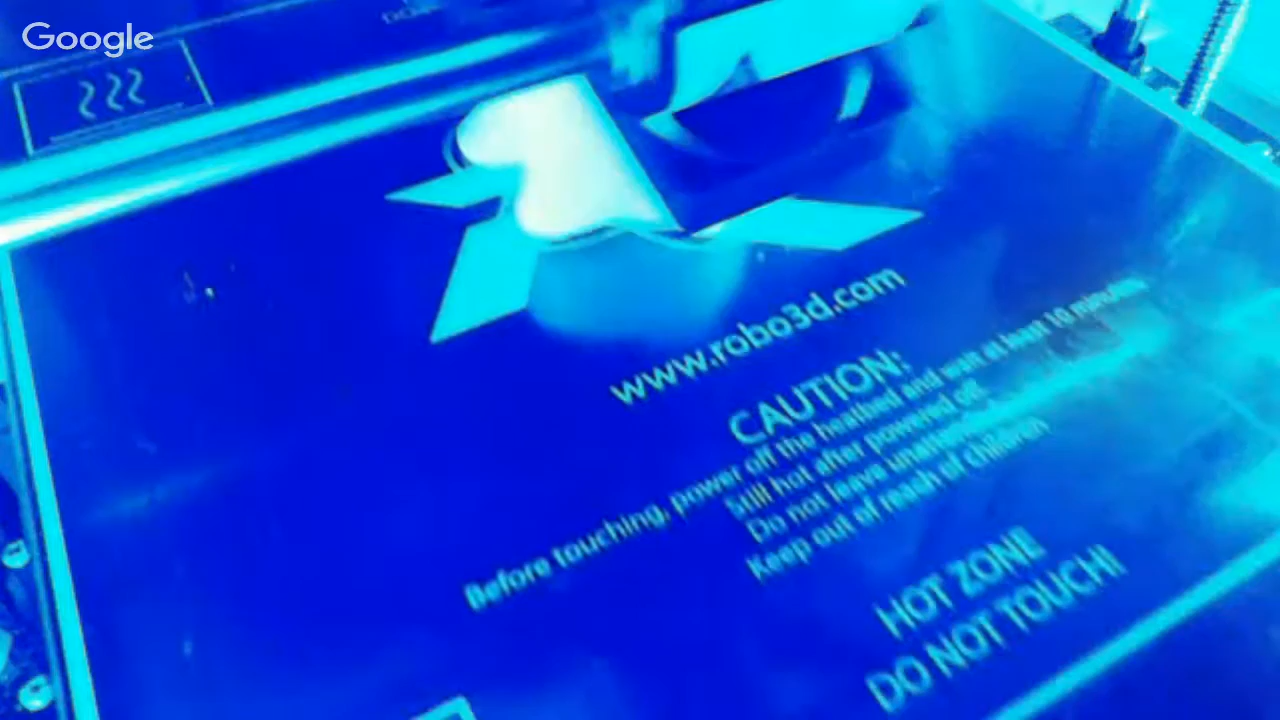 Google
www.robo3d.com
CAUTION:
Before touching, power off the heatbed and wait at least 10 minutes.
Still hot after powered off.
Do not leave unattended
Keep out of reach of children
HOT ZONE
DO NOT TOUCH!